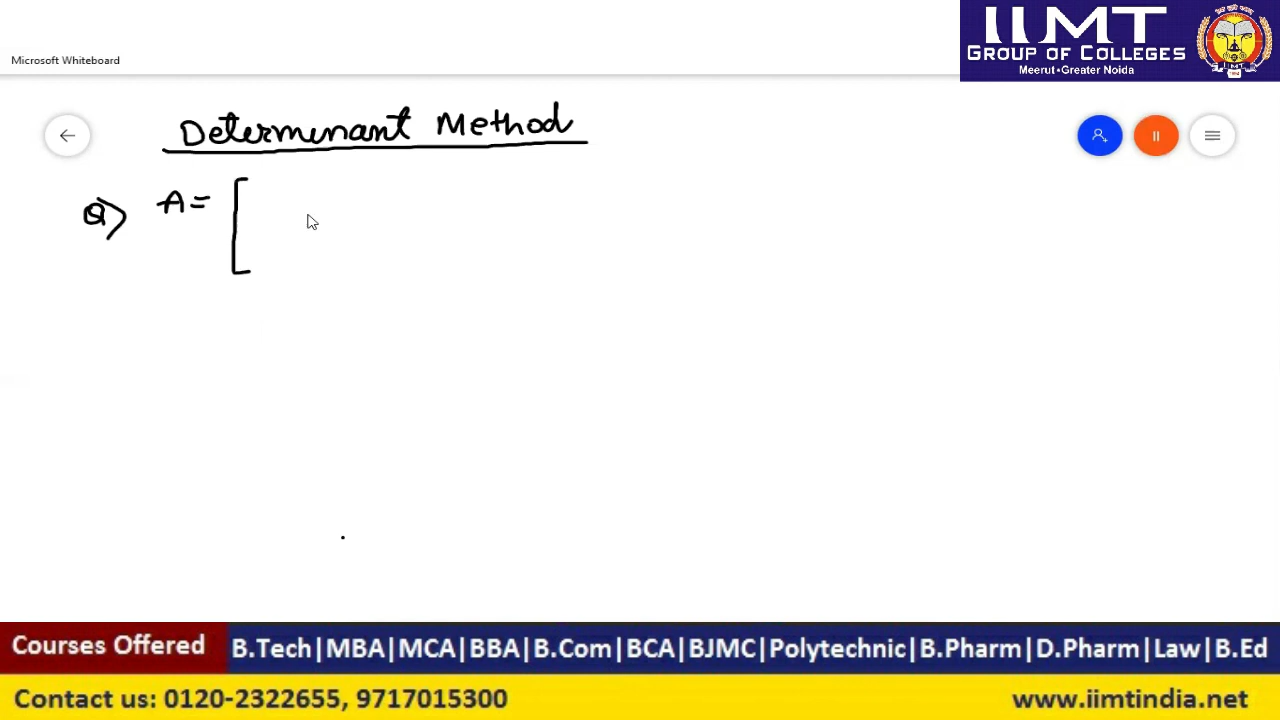 IIMT
GROUP OF COLLEGES
Meerut•Greater Noida
Microsoft Whiteboard
Determinant Method
Q) A= [
Courses Offered B.Tech|MBA|MCA|BBA|B.Com|BCA|BJMC|Polytechnic|B.Pharm|D.Pharm|Law|B.Ed
Contact us: 0120-2322655, 9717015300 www.iimtindia.net